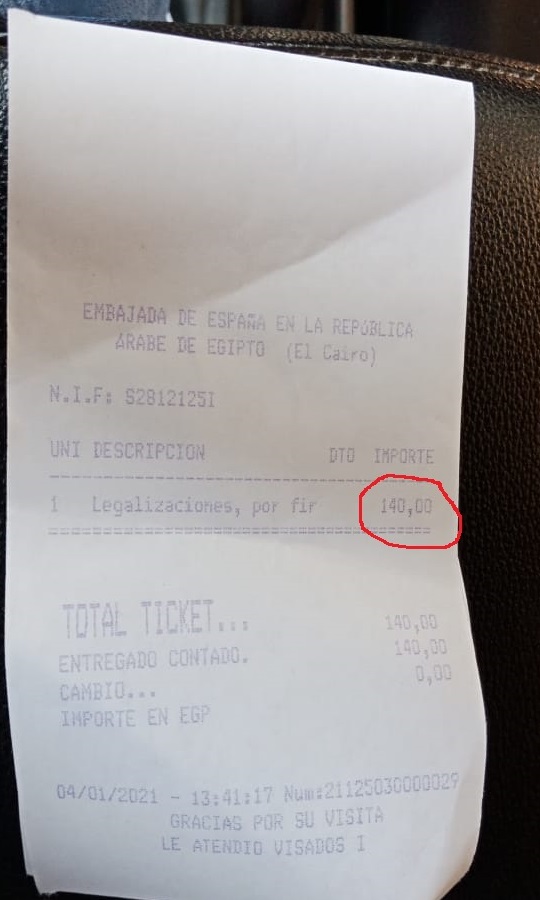 EMBAJADA DE ESPAÑA EN LA REPÚBLICA
ÁRABE DE EGIPTO (El Cairo)
N.I.F: S2812125I
UNI DESCRIPCION DTO IMPORTE
1 Legalizaciones, por fir 140,00
TOTAL TICKET... 140,00
ENTREGADO CONTADO. 140,00
CAMBIO... 0,00
IMPORTE EN EGP
04/01/2021 - 13:41:17 Num:21125030000029
GRACIAS POR SU VISITA
LE ATENDIO VISADOS 1